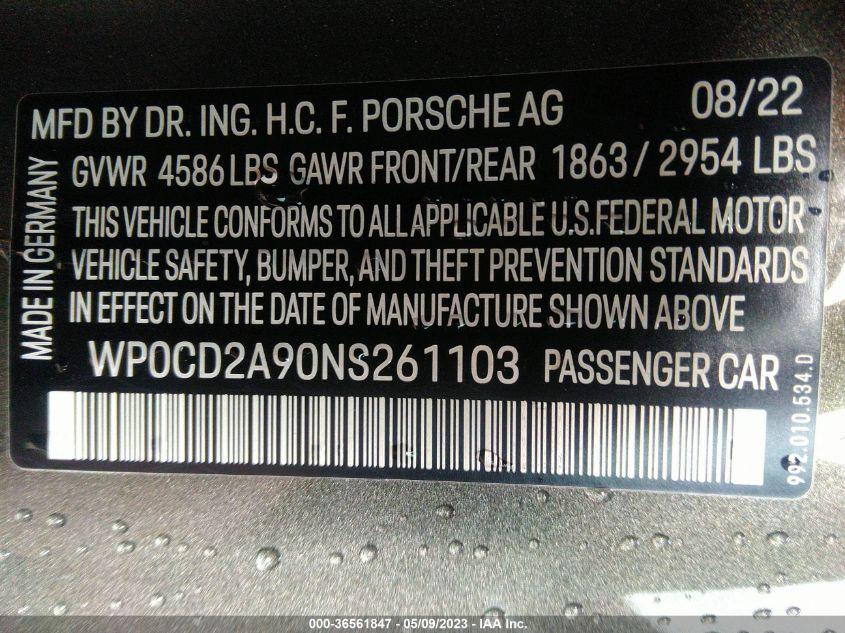 MFD BY DR. ING. H.C. F. PORSCHE AG 08/22
GVWR 4586 LBS GAWR FRONT/REAR 1863 / 2954 LBS
THIS VEHICLE CONFORMS TO ALL APPLICABLE U.S. FEDERAL MOTOR
VEHICLE SAFETY, BUMPER, AND THEFT PREVENTION STANDARDS
IN EFFECT ON THE DATE OF MANUFACTURE SHOWN ABOVE
WP0CD2A90NS261103 PASSENGER CAR
MADE IN GERMANY
992.010.534.D
000-36561847 - 05/09/2023 - IAA Inc.